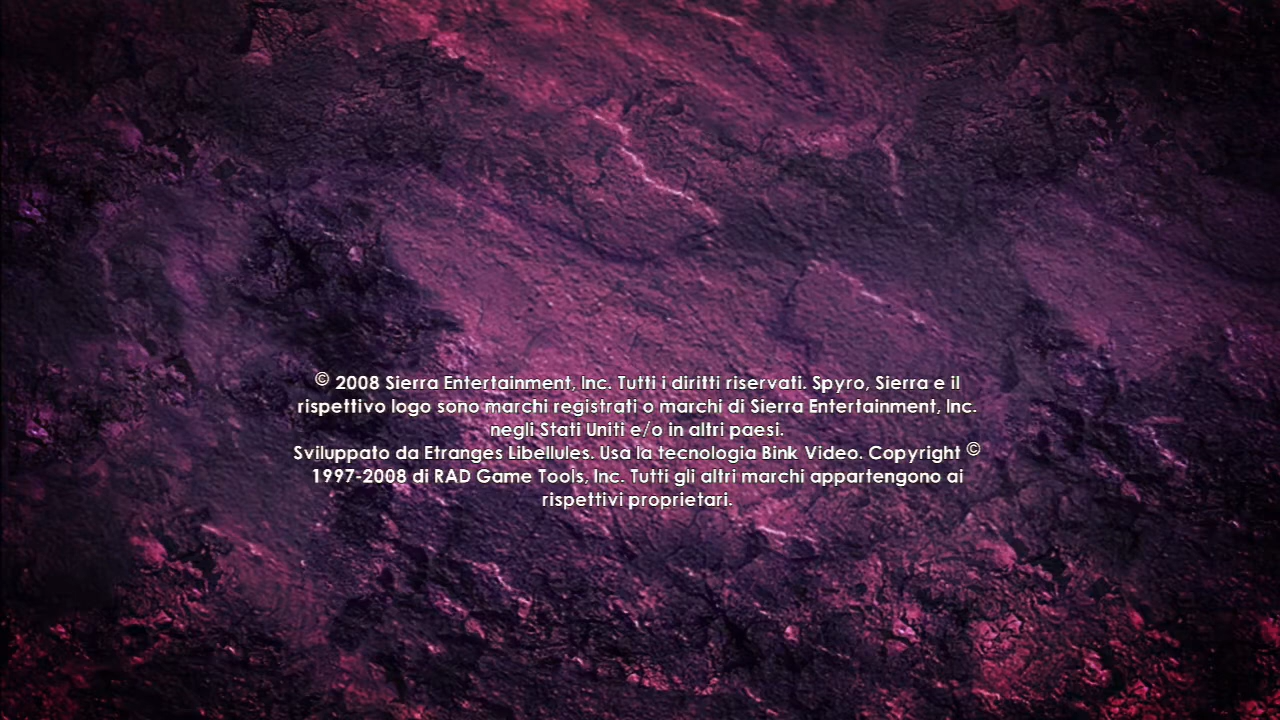 © 2008 Sierra Entertainment, Inc. Tutti i diritti riservati. Spyro, Sierra e il
rispettivo logo sono marchi registrati o marchi di Sierra Entertainment, Inc.
negli Stati Uniti e/o in altri paesi.
Sviluppato da Etranges Libellules. Usa la tecnologia Bink Video. Copyright ©
1997-2008 di RAD Game Tools, Inc. Tutti gli altri marchi appartengono ai
rispettivi proprietari.